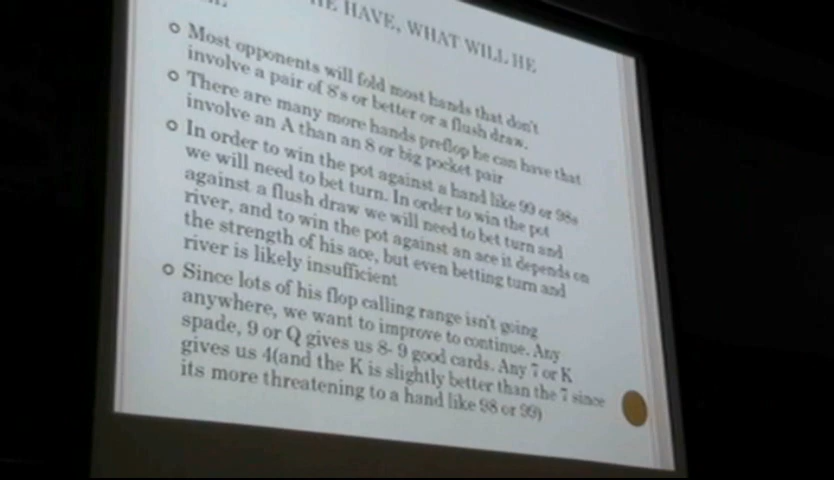 HE HAVE, WHAT WILL HE
Most opponents will fold most hands that don't
involve a pair of 8's or better or a flush draw.
There are many more hands preflop he can have that
involve an A than an 8 or big pocket pair
In order to win the pot against a hand like 99 or 98s
we will need to bet turn. In order to win the pot
against a flush draw we will need to bet turn and
river, and to win the pot against an ace it depends on
the strength of his ace, but even betting turn and
river is likely insufficient
Since lots of his flop calling range isn't going
anywhere, we want to improve to continue. Any
spade, 9 or Q gives us 8-9 good cards. Any 7 or K
gives us 4(and the K is slightly better than the 7 since
its more threatening to a hand like 98 or 99)